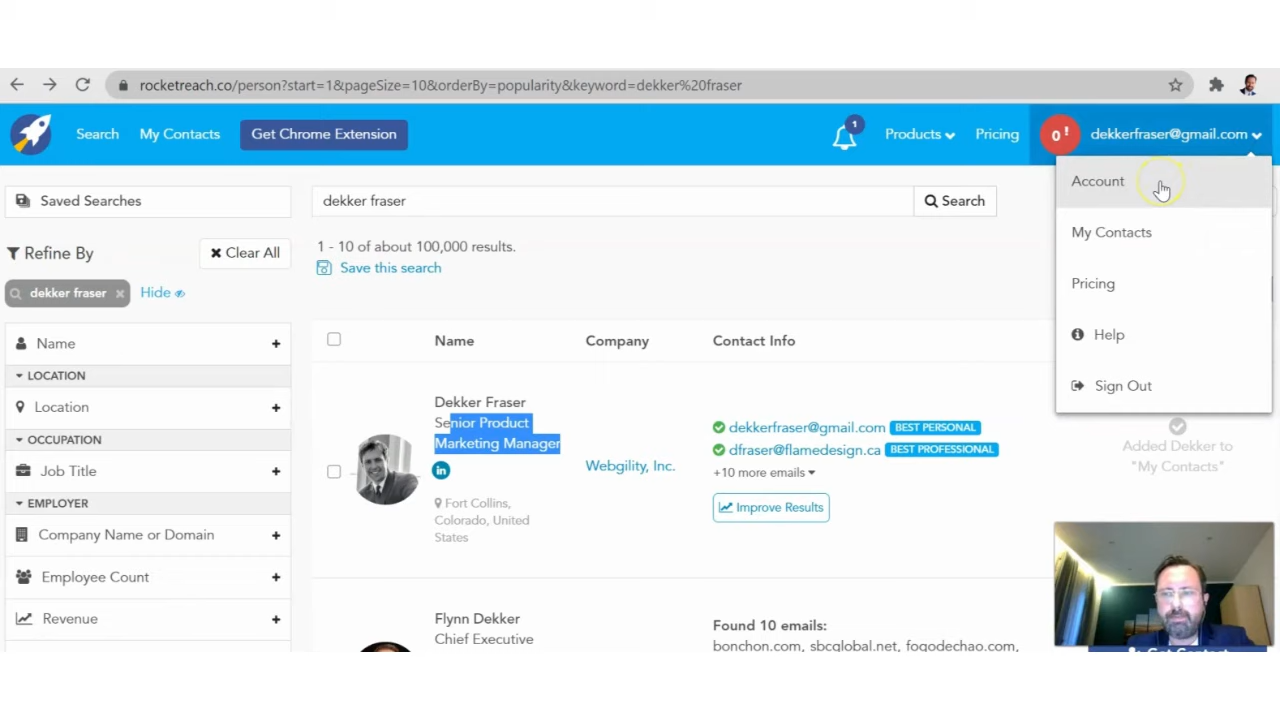 rocketreach.co/person?start=1&pageSize=10&orderBy=popularity&keyword=dekker%20fraser
Search
My Contacts
Get Chrome Extension
1
Products
Pricing
0!
dekkerfraser@gmail.com
Account
My Contacts
Pricing
Help
Sign Out
Saved Searches
dekker fraser
Search
Refine By
Clear All
1 - 10 of about 100,000 results.
Save this search
dekker fraser
Hide
Name
LOCATION
Location
OCCUPATION
Job Title
EMPLOYER
Company Name or Domain
Employee Count
Revenue
Name
Company
Contact Info
Dekker Fraser
Senior Product
Marketing Manager
in
Fort Collins,
Colorado, United
States
Webgility, Inc.
dekkerfraser@gmail.com BEST PERSONAL
dfraser@flamedesign.ca BEST PROFESSIONAL
+10 more emails
Improve Results
Added Dekker to
"My Contacts"
Flynn Dekker
Chief Executive
Found 10 emails:
bonchon.com, sbcglobal.net, fogodechao.com,
Get Contact